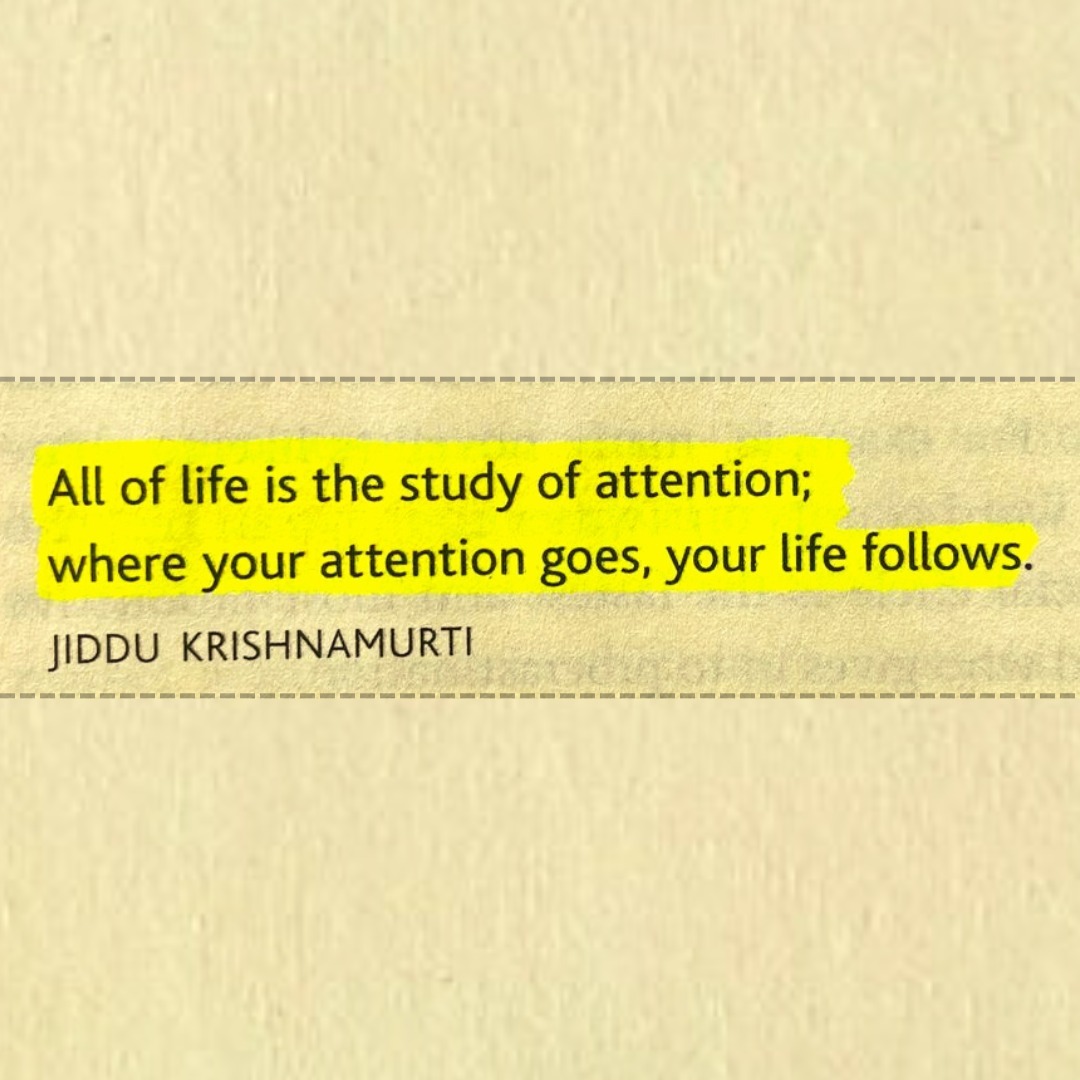 All of life is the study of attention;
where your attention goes, your life follows.
JIDDU KRISHNAMURTI